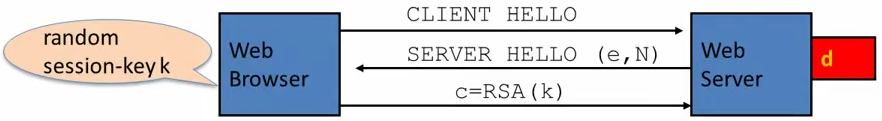 CLIENT HELLO
random
session-key k
Web
Browser
SERVER HELLO (e,N)
Web
Server
d
c=RSA(k)